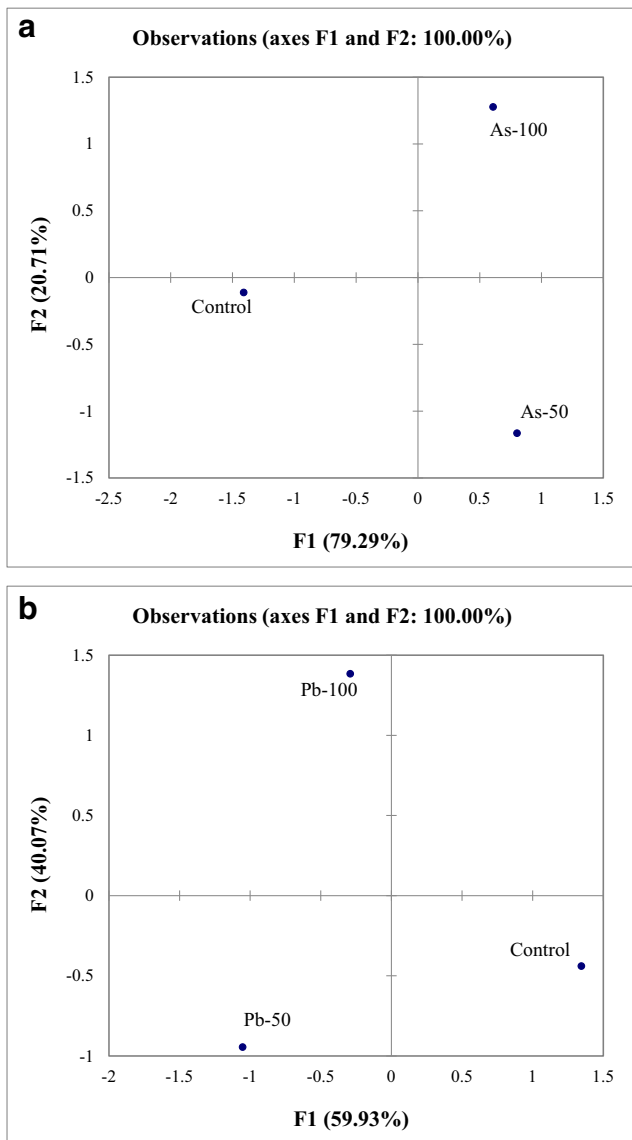 a
Observations (axes F1 and F2: 100.00%)
1.5
As-100
1
0.5
0
Control
-0.5
As-50
-1
-1.5
-2.5 -2 -1.5 -1 -0.5 0 0.5 1 1.5
F2 (20.71%)
F1 (79.29%)
b
Observations (axes F1 and F2: 100.00%)
1.5
Pb-100
1
0.5
0
Control
-0.5
Pb-50
-1
-2 -1.5 -1 -0.5 0 0.5 1 1.5
F2 (40.07%)
F1 (59.93%)